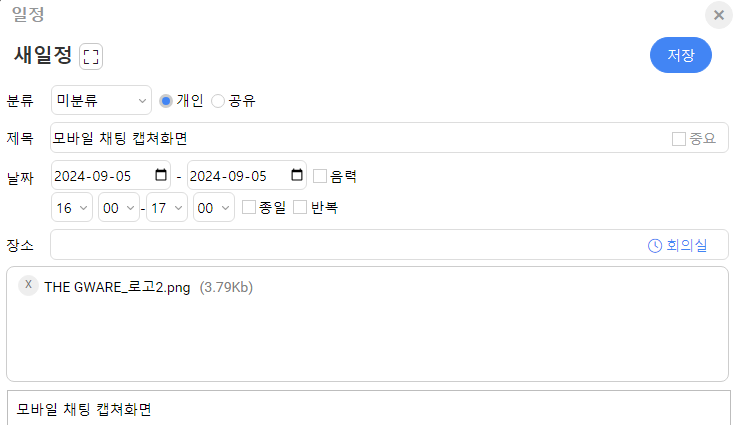 일정
새일정
저장
분류 미분류 개인 공유
제목 모바일 채팅 캡쳐화면 중요
날짜 2024-09-05 - 2024-09-05 음력
16 00 - 17 00 종일 반복
장소 회의실
X THE GWARE_로고2.png (3.79Kb)
모바일 채팅 캡쳐화면